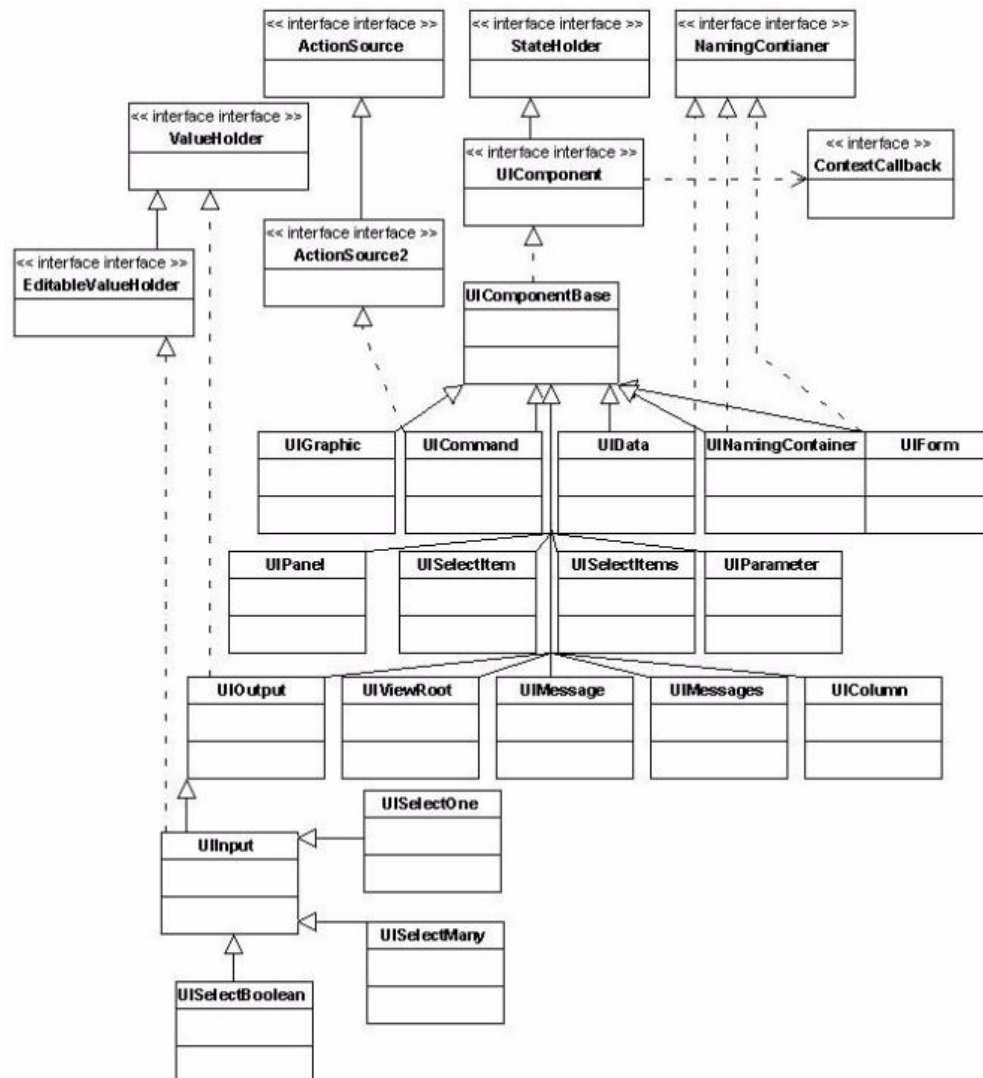 << interface interface >>
ActionSource
<< interface interface >>
StateHolder
<< interface interface >>
NamingContianer
<< interface interface >>
ValueHolder
<< interface interface >>
UIComponent
<< interface >>
ContextCallback
<< interface interface >>
EditableValueHolder
<< interface interface >>
ActionSource2
UIComponentBase
UIGraphic
UICommand
UIData
UINamingContainer
UIForm
UIPanel
UISelectItem
UISelectItems
UIParameter
UIOutput
UIViewRoot
UIMessage
UIMessages
UIColumn
UISelectOne
UIInput
UISelectMany
UISelectBoolean